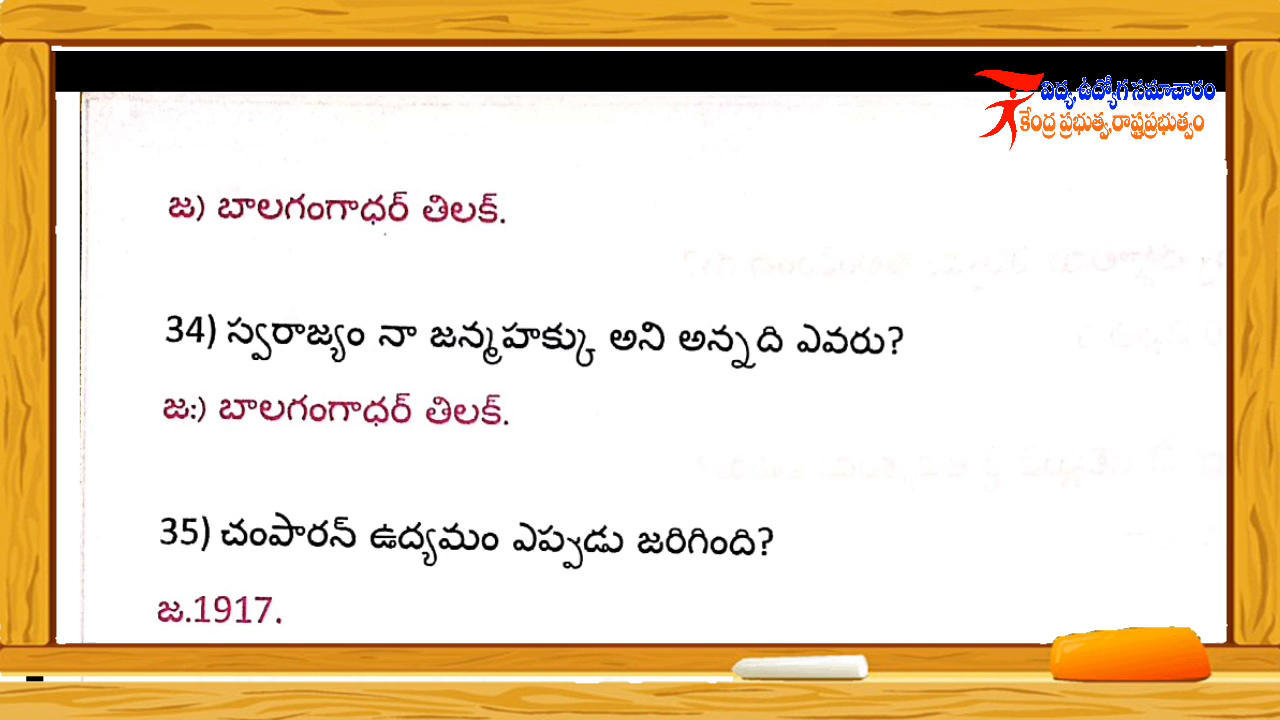 విద్య, ఉద్యోగ సమాచారం
కేంద్ర ప్రభుత్వ,రాష్ట్రప్రభుత్వం
జ) బాలగంగాధర్ తిలక్.
34) స్వరాజ్యం నా జన్మహక్కు అని అన్నది ఎవరు?
జ:) బాలగంగాధర్ తిలక్.
35) చంపారన్ ఉద్యమం ఎప్పుడు జరిగింది?
జ.1917.